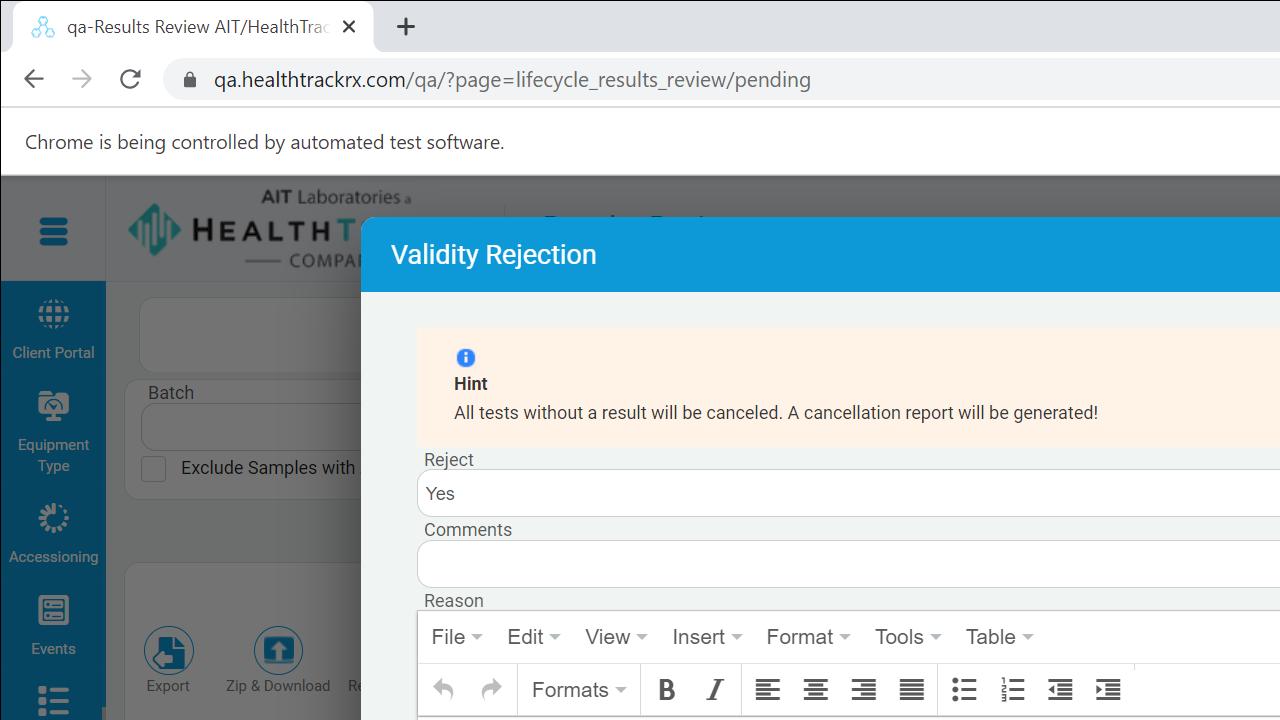 qa-Results Review AIT/HealthTrac
qa.healthtrackrx.com/qa/?page=lifecycle_results_review/pending
Chrome is being controlled by automated test software.
AIT Laboratories a
HEALTHT
COMPA
Validity Rejection
Client Portal
Hint
All tests without a result will be canceled. A cancellation report will be generated!
Batch
Equipment
Type
Exclude Samples with
Reject
Yes
Comments
Accessioning
Reason
File Edit View Insert Format Tools Table
Events
Formats B I
Export Zip & Download Re